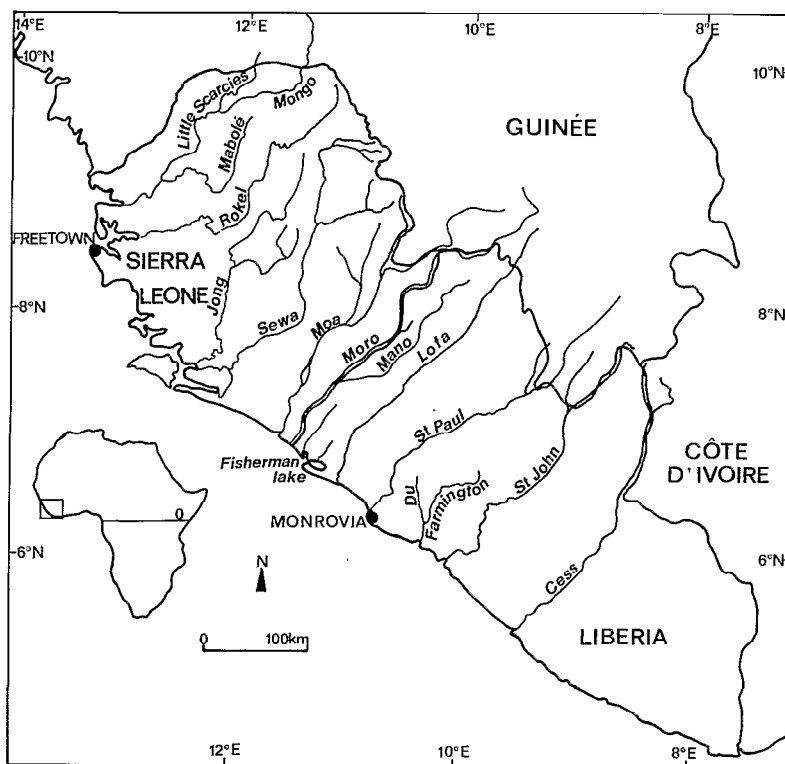 14°E
12°E
10°E
8°E
10°N
10°N
Little Scarcies
Mongo
Mabolé
Rokel
GUINÉE
FREETOWN
SIERRA
LEONE
Jong
Sewa
Moa
Moro
Mano
Lofa
8°N
8°N
St Paul
Fisherman
lake
Du
Farmington
St John
CÔTE
D'IVOIRE
MONROVIA
0
6°N
6°N
N
Cess
0
100km
LIBERIA
12°E
10°E
8°E